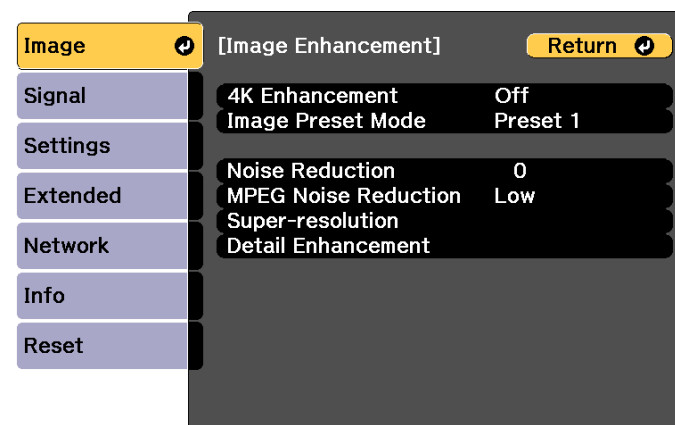 Image
Signal
Settings
Extended
Network
Info
Reset
[Image Enhancement] Return
4K Enhancement Off
Image Preset Mode Preset 1
Noise Reduction 0
MPEG Noise Reduction Low
Super-resolution
Detail Enhancement